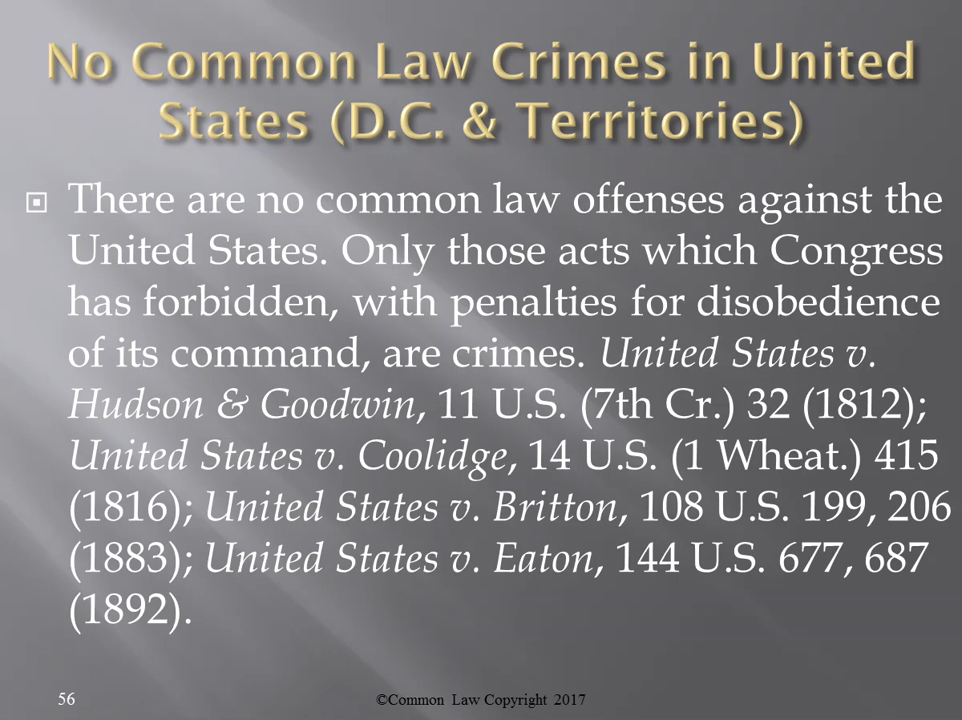 No Common Law Crimes in United
States (D.C. & Territories)
There are no common law offenses against the
United States. Only those acts which Congress
has forbidden, with penalties for disobedience
of its command, are crimes. United States v.
Hudson & Goodwin, 11 U.S. (7th Cr.) 32 (1812);
United States v. Coolidge, 14 U.S. (1 Wheat.) 415
(1816); United States v. Britton, 108 U.S. 199, 206
(1883); United States v. Eaton, 144 U.S. 677, 687
(1892).
56
©Common Law Copyright 2017